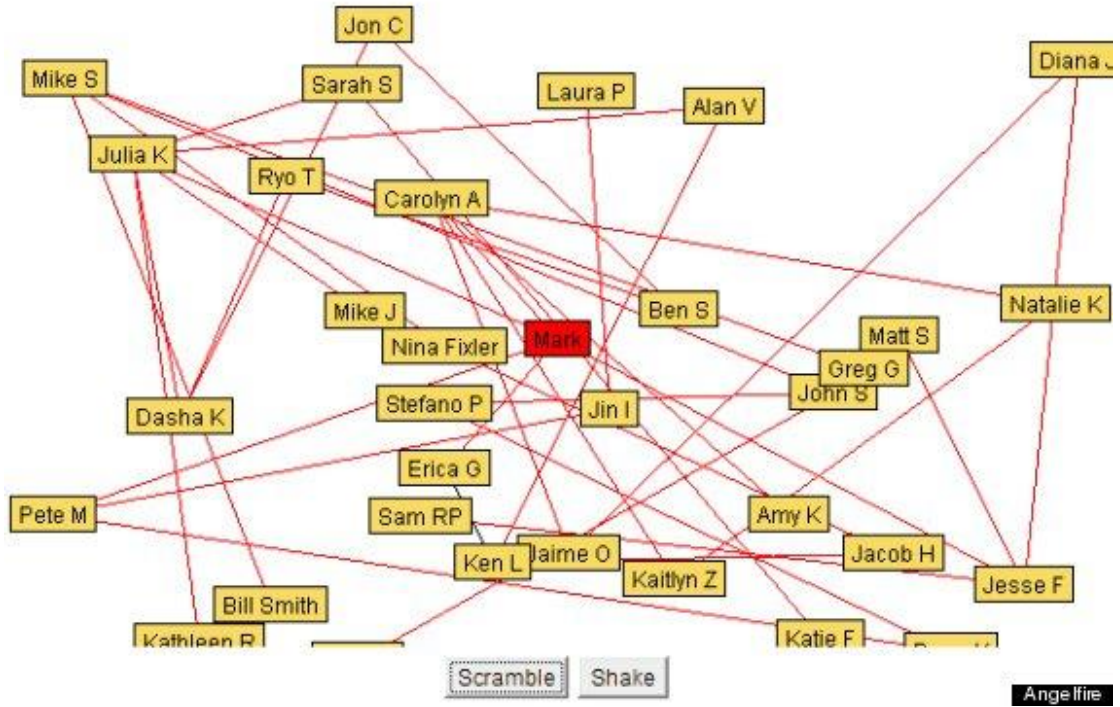 Jon C
Diana J
Mike S
Sarah S
Laura P
Alan V
Julia K
Ryo T
Carolyn A
Natalie K
Mike J
Ben S
Mark
Matt S
Nina Fixler
Greg G
John S
Stefano P
Jin I
Dasha K
Erica G
Pete M
Sam RP
Amy K
Jaime O
Jacob H
Ken L
Kaitlyn Z
Jesse F
Bill Smith
Kathleen R
Katie F
Scramble
Shake
Angelfire